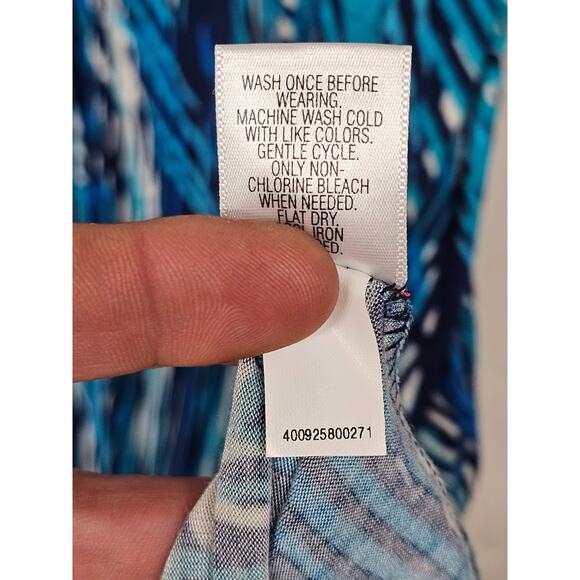 WASH ONCE BEFORE
WEARING.
MACHINE WASH COLD
WITH LIKE COLORS.
GENTLE CYCLE.
ONLY NON-
CHLORINE BLEACH
WHEN NEEDED.
FLAT DRY.
IRON
400925800271